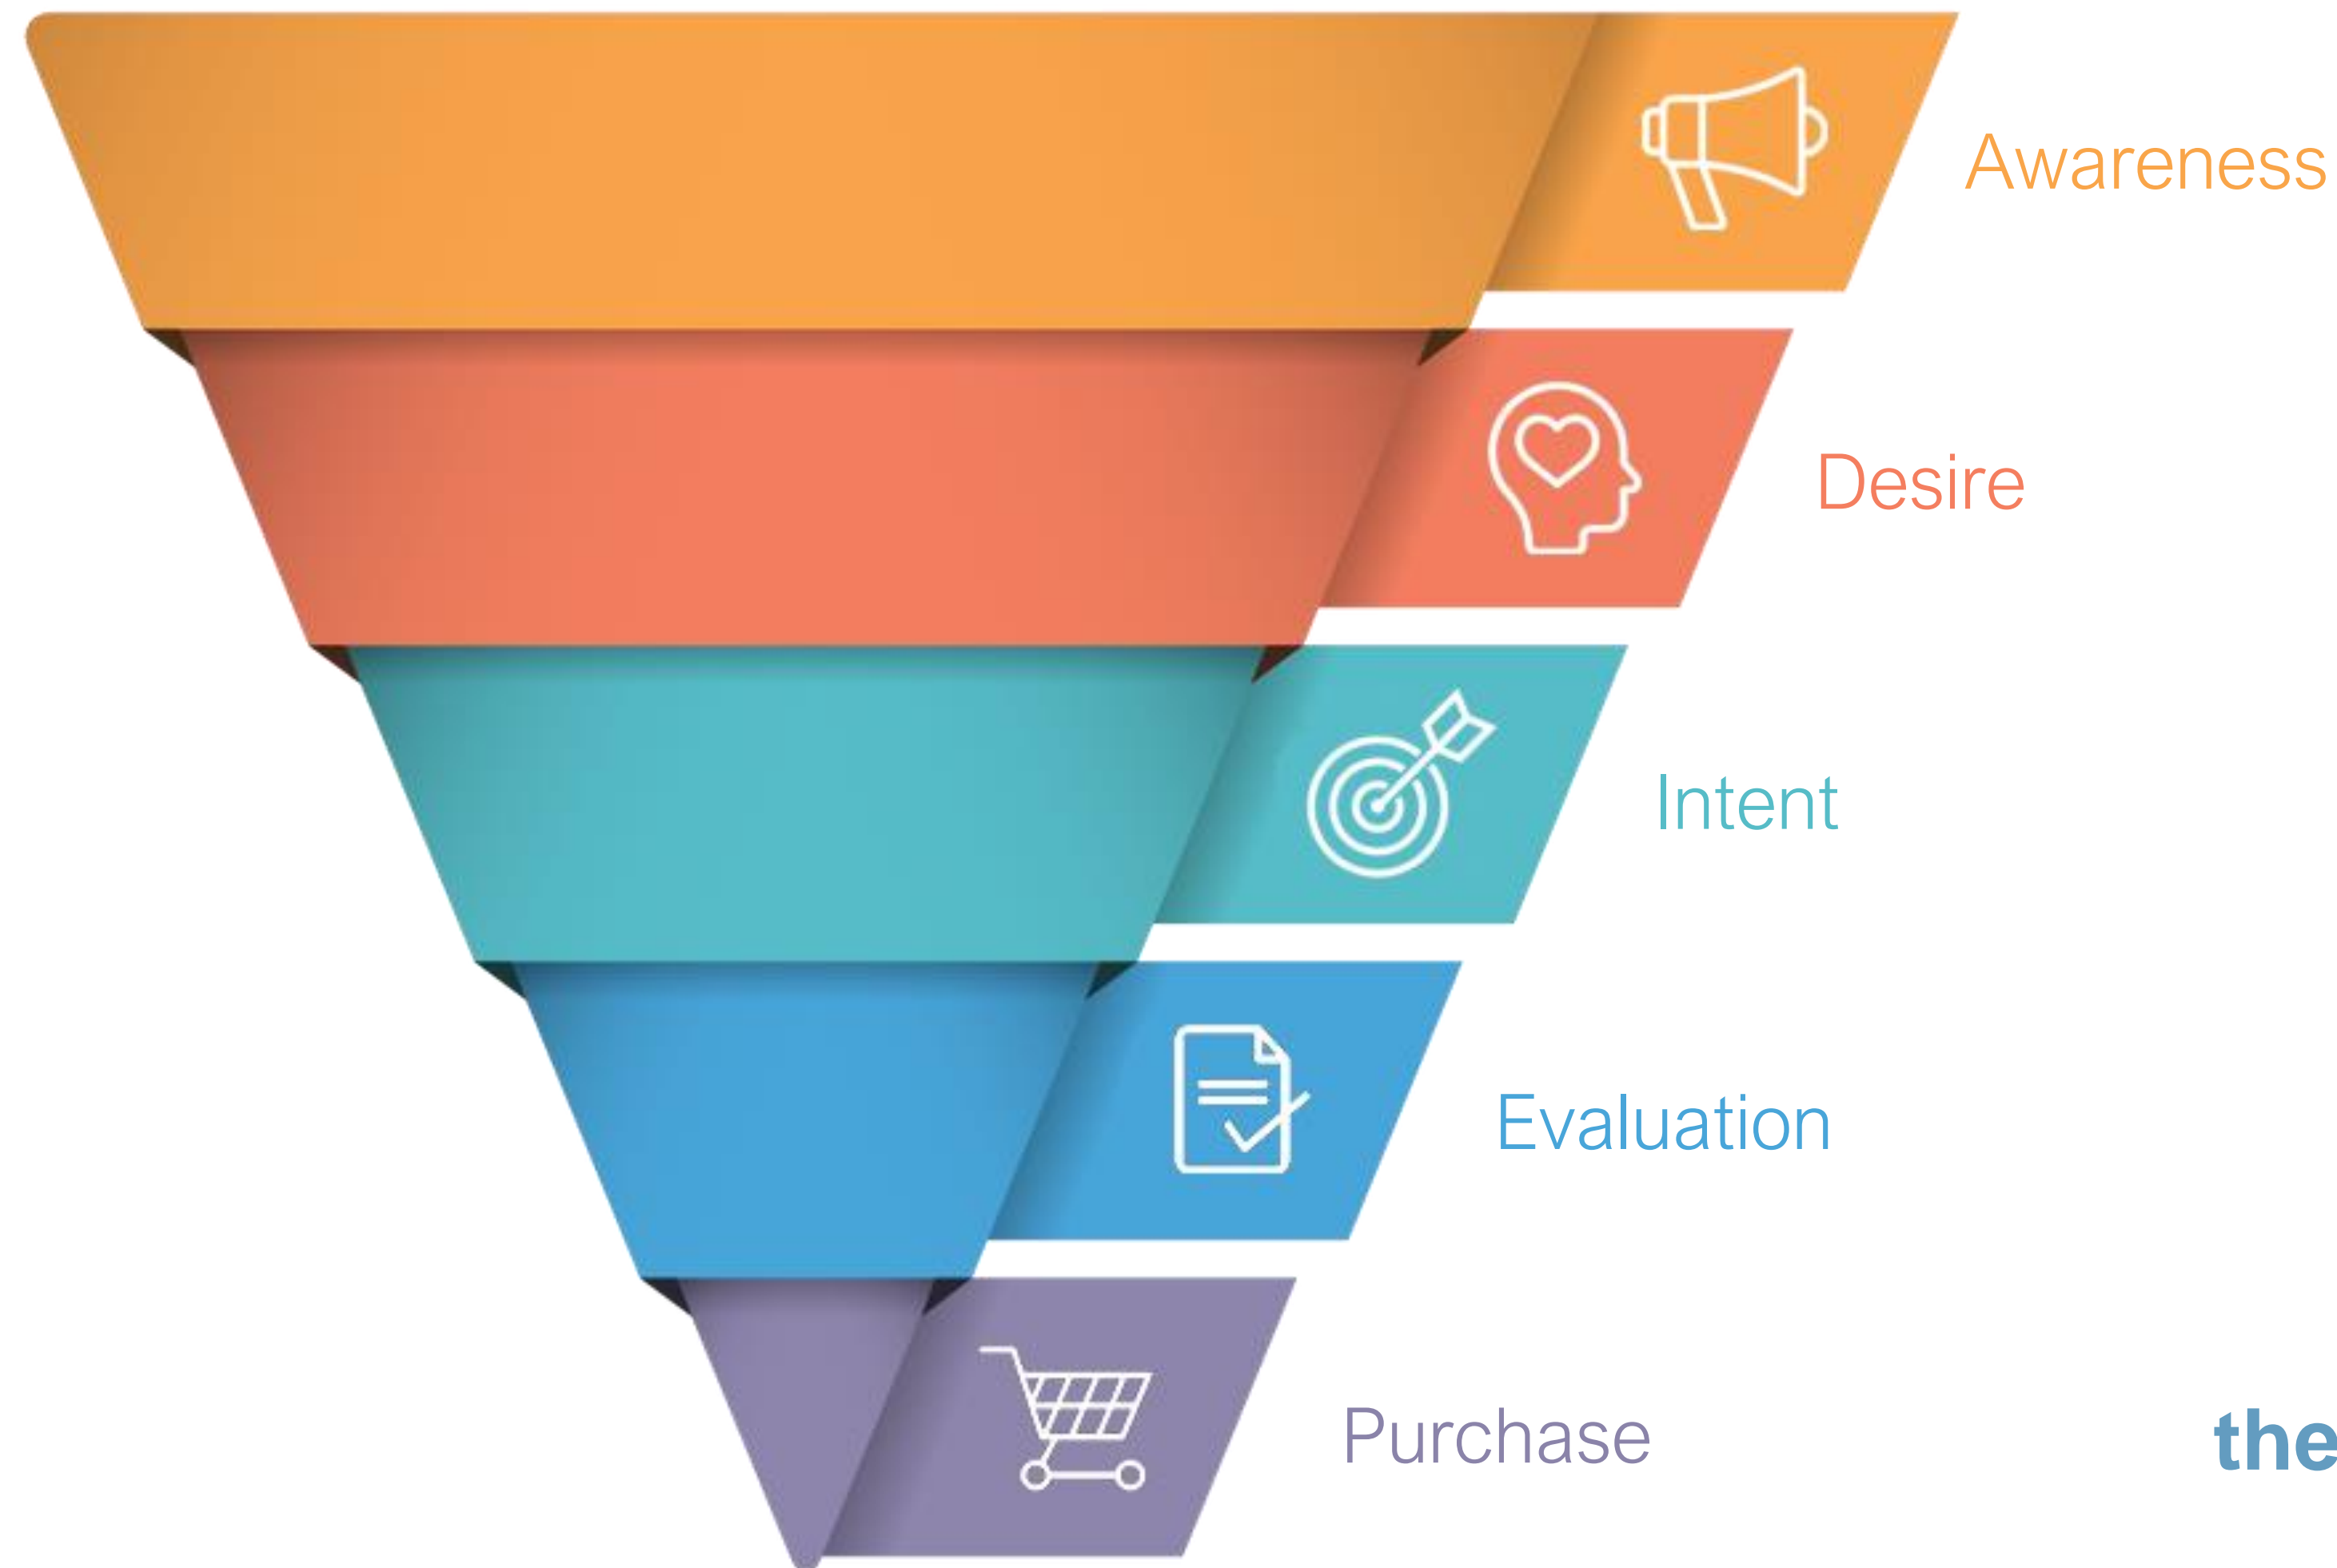 Awareness
Desire
Intent
Evaluation
Purchase
the